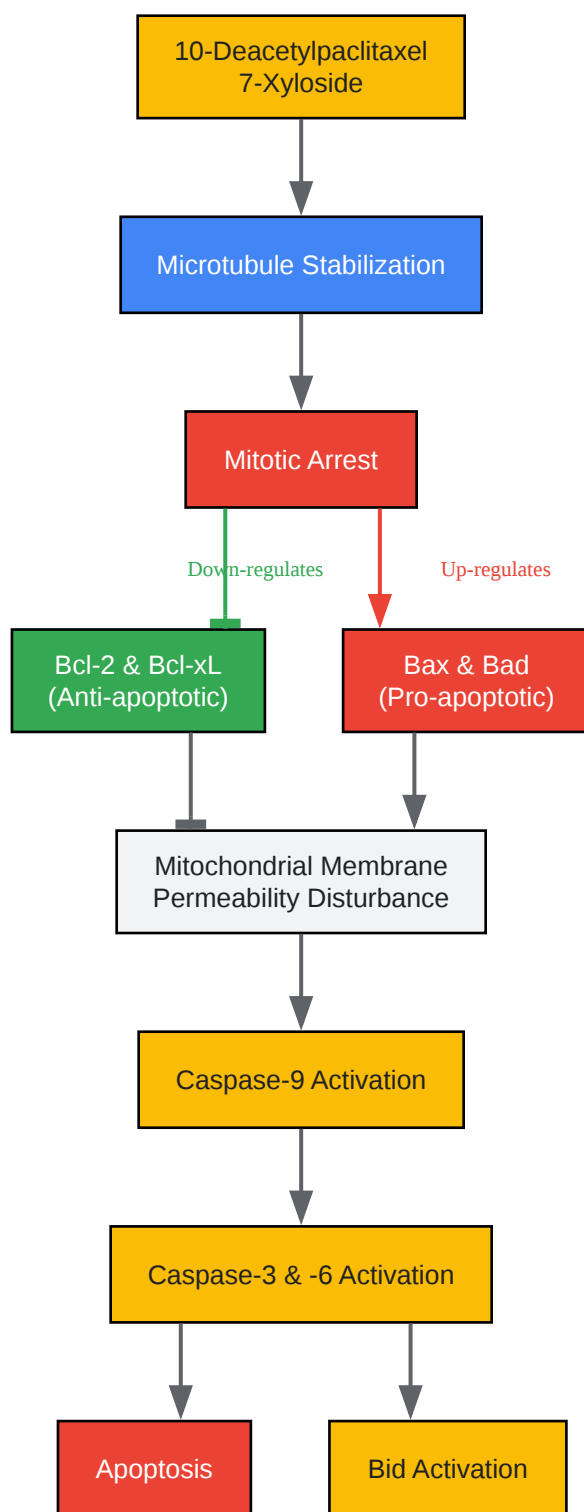 10-Deacetylpaclitaxel
7-Xyloside
Microtubule Stabilization
Mitotic Arrest
Down-regulates
Up-regulates
Bcl-2 & Bcl-xL
(Anti-apoptotic)
Bax & Bad
(Pro-apoptotic)
Mitochondrial Membrane
Permeability Disturbance
Caspase-9 Activation
Caspase-3 & -6 Activation
Apoptosis
Bid Activation